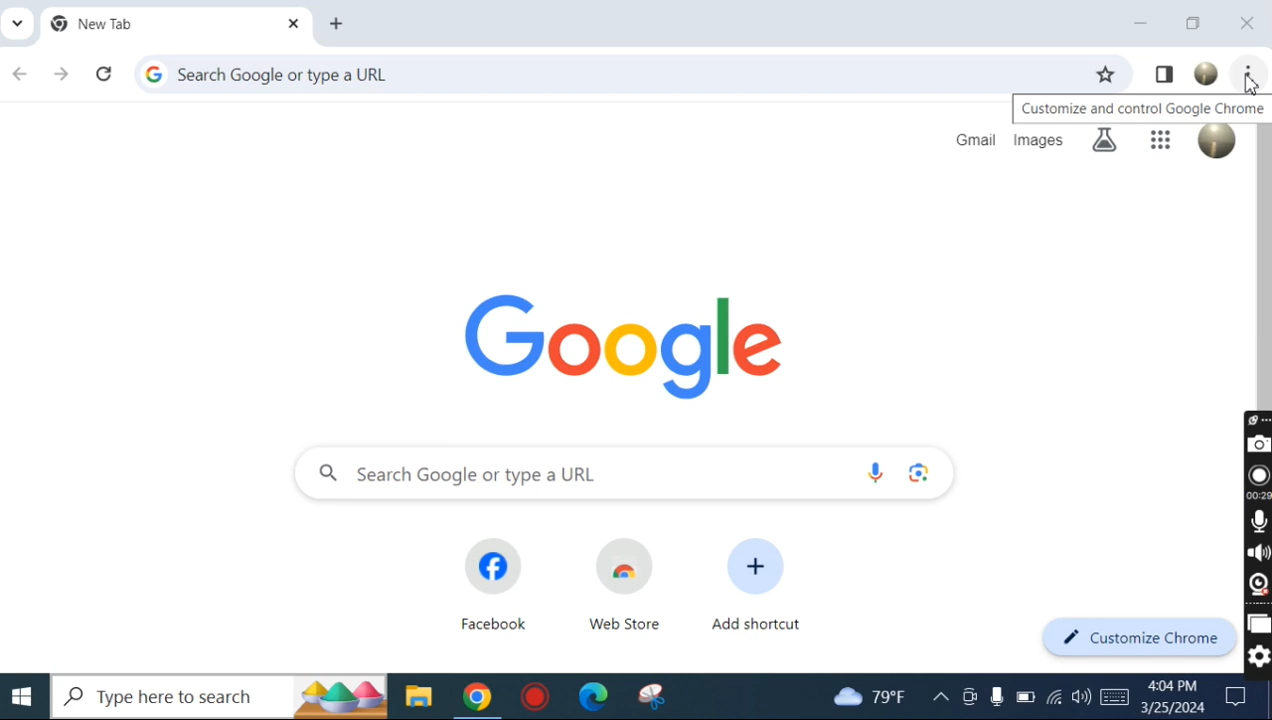 New Tab
Search Google or type a URL
Customize and control Google Chrome
Gmail Images
Google
Search Google or type a URL
00:29
Facebook Web Store Add shortcut
Customize Chrome
Type here to search
79°F
4:04 PM
3/25/2024